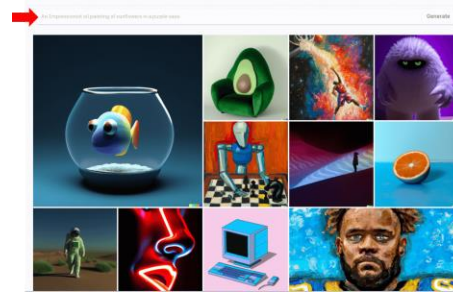 An Impressionist oil painting of sunflowers in a purple vase
Generate